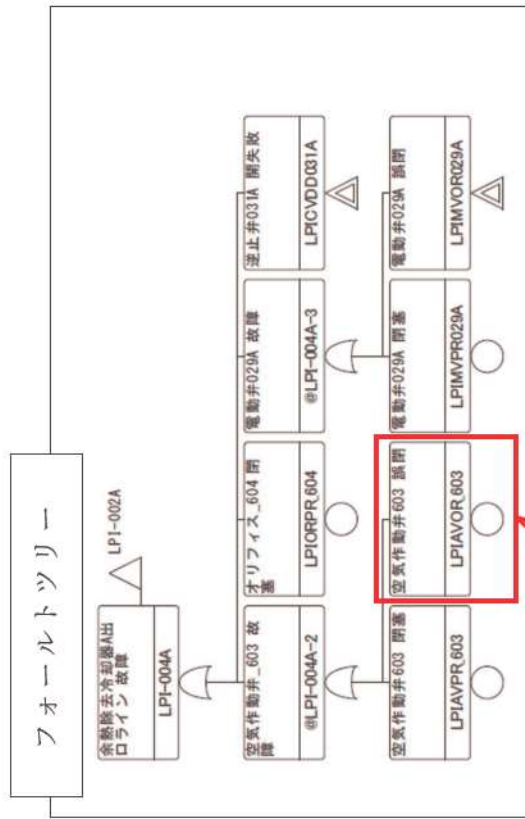 フォールトツリー
余熱除去冷却器A出
口ライン 故障
LPI-004A
LPI-002A
空気作動弁_603 故
障
@LPI-004A-2
オリフィス_604 閉
塞
LPIORPR_604
電動弁029A 故障
@LPI-004A-3
逆止弁031A 開失敗
LPICVDD031A
空気作動弁603 閉塞
LPIAVPR_603
空気作動弁603 誤閉
LPIAVOR_603
電動弁029A 閉塞
LPIMVPR029A
電動弁029A 誤閉
LPIMVOR029A